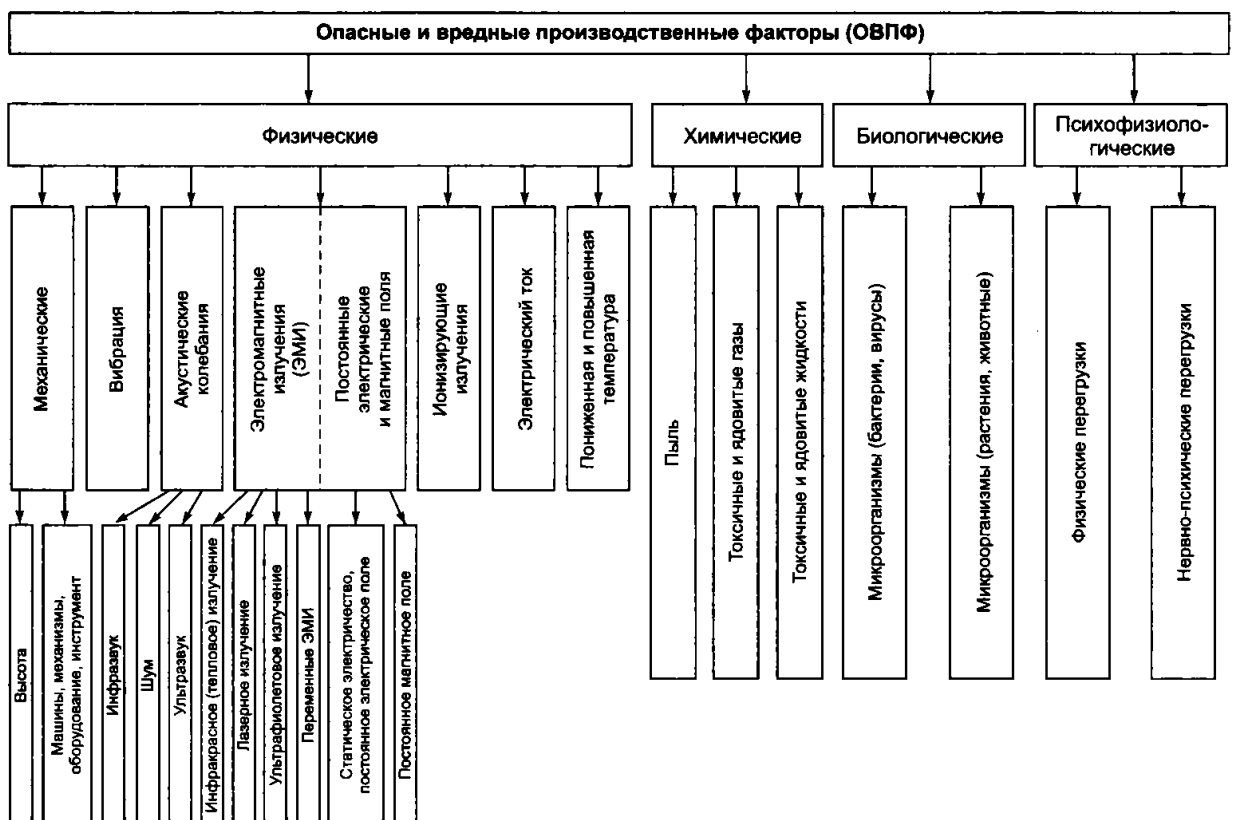 Опасные и вредные производственные факторы (ОВПФ)
Физические
Химические
Биологические
Психофизиоло-
гические
Механические
Вибрация
Акустические
колебания
Электромагнитные
излучения
(ЭМИ)
Постоянные
электрические
и магнитные поля
Ионизирующие
излучения
Электрический ток
Пониженная и повышенная
температура
Пыль
Токсичные и ядовитые газы
Токсичные и ядовитые жидкости
Микроорганизмы (бактерии, вирусы)
Микроорганизмы (растения, животные)
Физические перегрузки
Нервно-психические перегрузки
Высота
Машины, механизмы,
оборудование, инструмент
Инфразвук
Шум
Ультразвук
Инфракрасное (тепловое) излучение
Лазерное излучение
Ультрафиолетовое излучение
Переменные ЭМИ
Статическое электричество,
постоянное электрическое поле
Постоянное магнитное поле